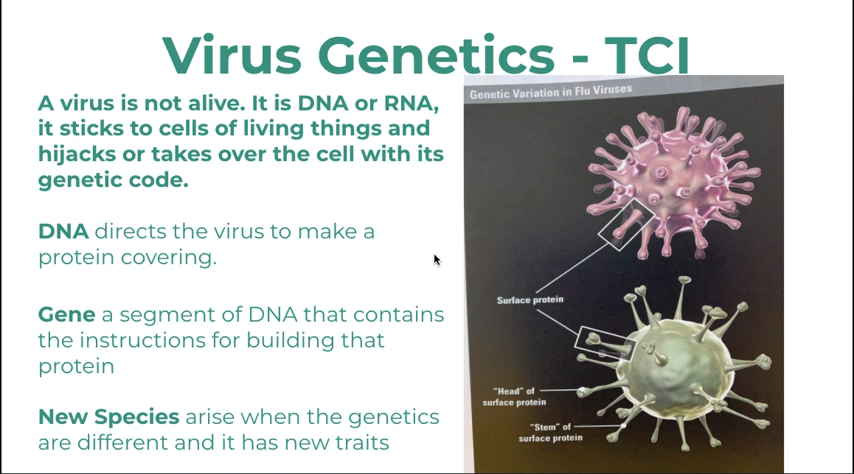 Virus Genetics - TCI
A virus is not alive. It is DNA or RNA,
it sticks to cells of living things and
hijacks or takes over the cell with its
genetic code.
DNA directs the virus to make a
protein covering.
Gene a segment of DNA that contains
the instructions for building that
protein
New Species arise when the genetics
are different and it has new traits
Genetic Variation in Flu Viruses
Surface protein
“Head” of
surface protein
“Stem” of
surface protein